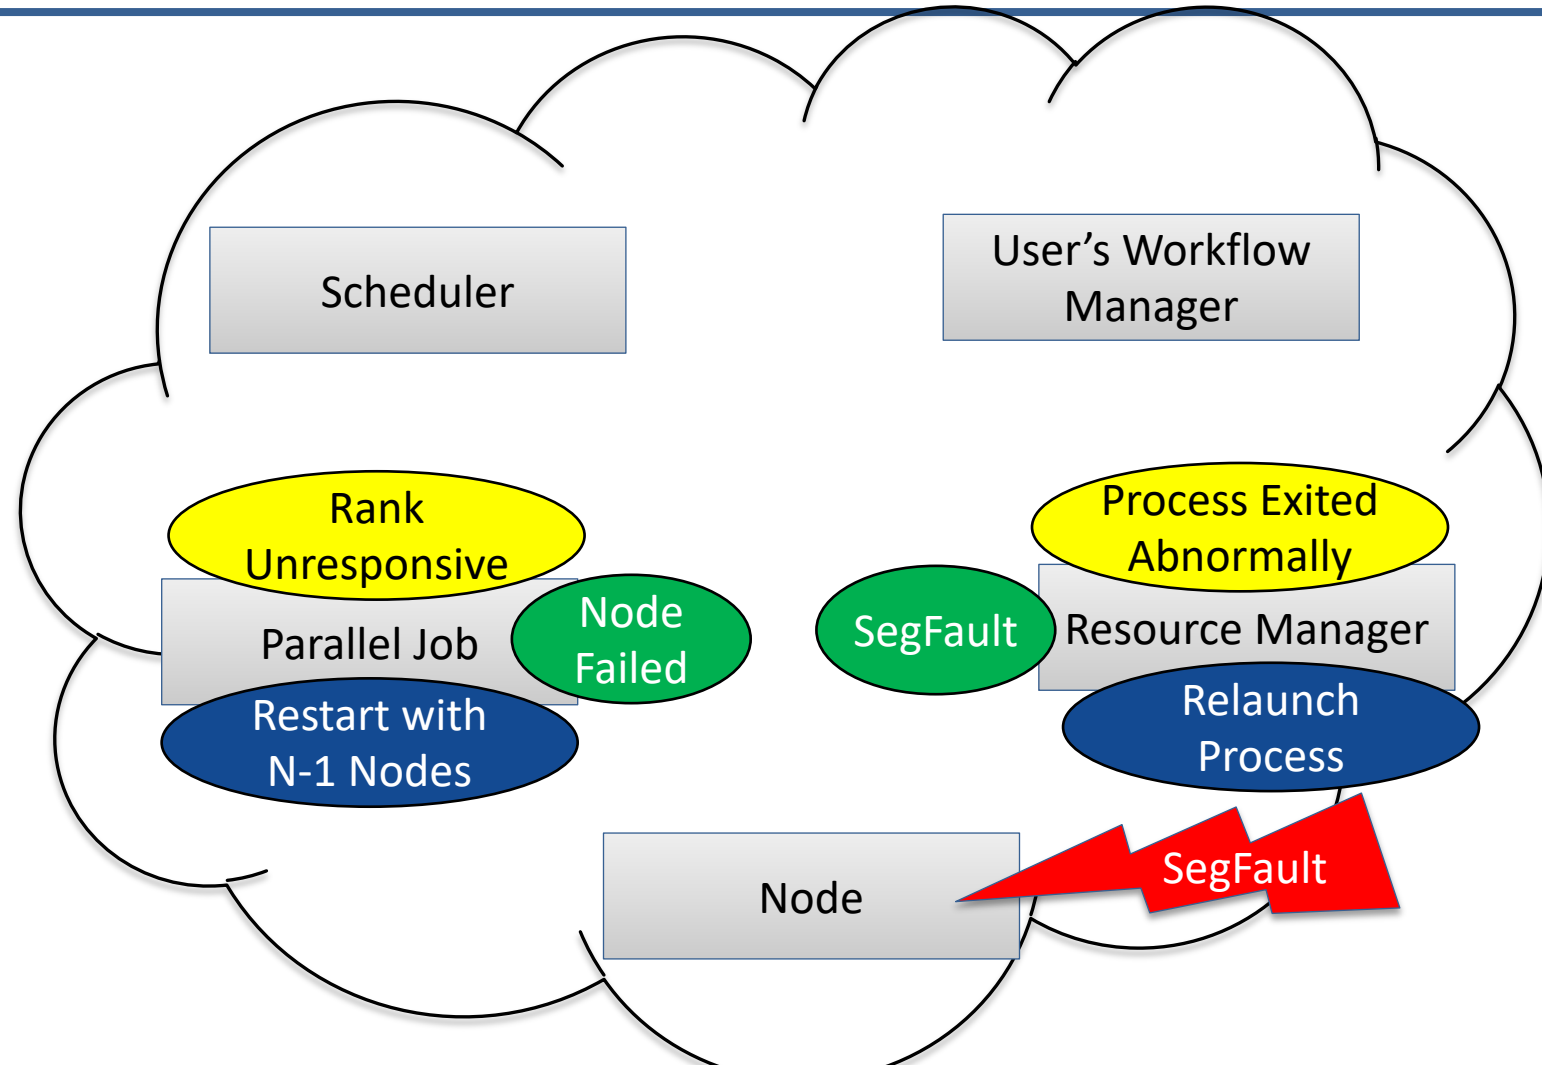 Scheduler
User’s Workflow
Manager
Rank
Unresponsive
Parallel Job
Node
Failed
Restart with
N-1 Nodes
Process Exited
Abnormally
SegFault
Resource Manager
Relaunch
Process
Node
SegFault